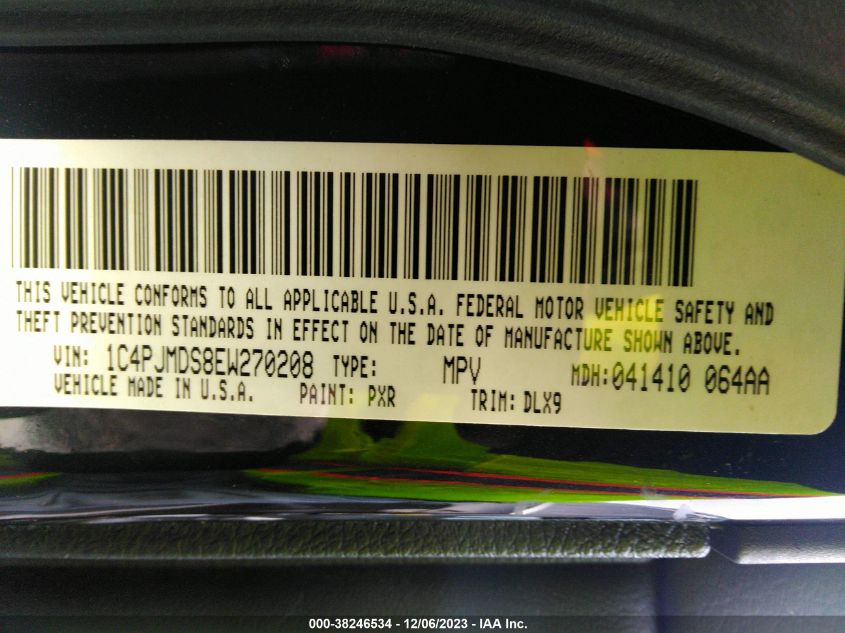 THIS VEHICLE CONFORMS TO ALL APPLICABLE U.S.A. FEDERAL MOTOR VEHICLE SAFETY AND
THEFT PREVENTION STANDARDS IN EFFECT ON THE DATE OF MANUFACTURE SHOWN ABOVE.
VIN: 1C4PJMDS8EW270208 TYPE: MPV MDH:041410 064AA
VEHICLE MADE IN U.S.A. PAINT: PXR TRIM: DLX9
000-38246534 - 12/06/2023 - IAA Inc.